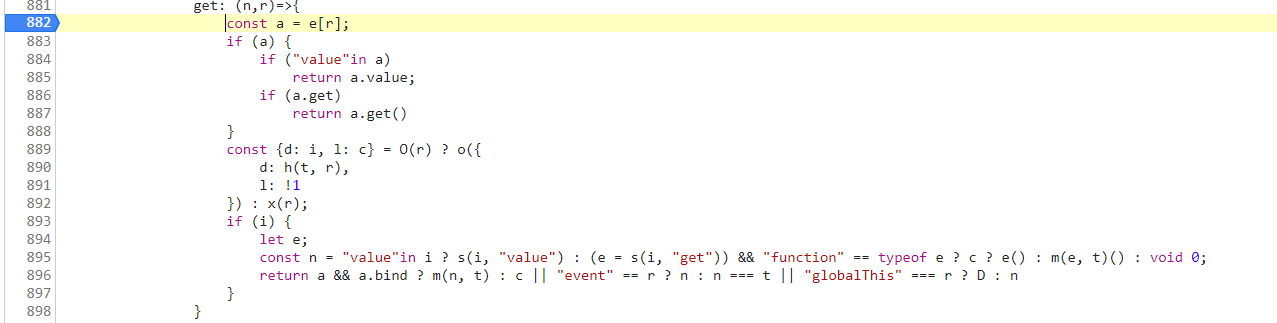 881 get: (n,r)=>{
882 const a = e[r];
883 if (a) {
884 if ("value"in a)
885 return a.value;
886 if (a.get)
887 return a.get()
888 }
889 const {d: i, l: c} = O(r) ? o({
890 d: h(t, r),
891 l: !1
892 }) : x(r);
893 if (i) {
894 let e;
895 const n = "value"in i ? s(i, "value") : (e = s(i, "get")) && "function" == typeof e ? c ? e() : m(e, t)() : void 0;
896 return a && a.bind ? m(n, t) : c || "event" == r ? n : n === t || "globalThis" === r ? D : n
897 }
898 }